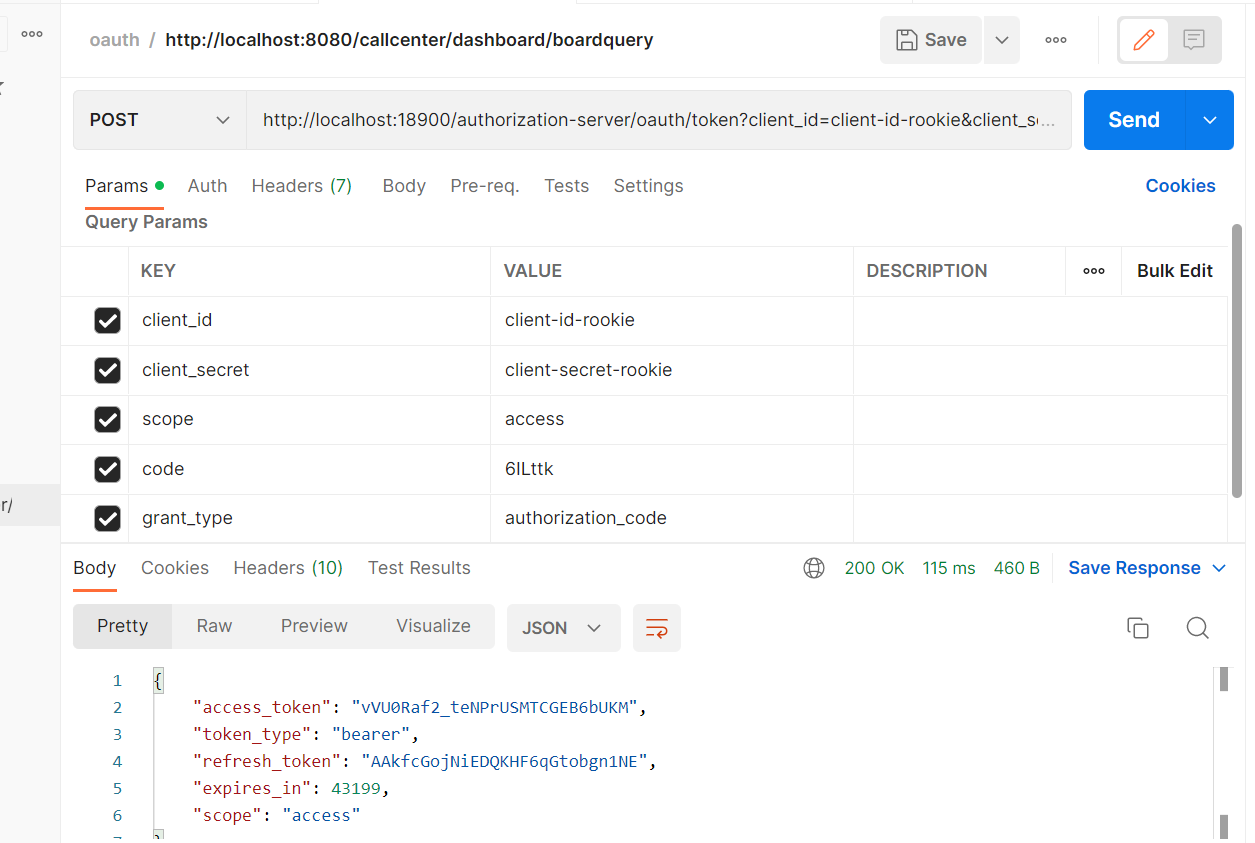 oauth / http://localhost:8080/callcenter/dashboard/boardquery
Save
POST
http://localhost:18900/authorization-server/oauth/token?client_id=client-id-rookie&client_s...
Send
Params Auth Headers (7) Body Pre-req. Tests Settings Cookies
Query Params
KEY VALUE DESCRIPTION Bulk Edit
client_id client-id-rookie
client_secret client-secret-rookie
scope access
code 6lLttk
r/
grant_type authorization_code
Body Cookies Headers (10) Test Results 200 OK 115 ms 460 B Save Response
Pretty Raw Preview Visualize JSON
1 {
2 "access_token": "vVU0Raf2_teNPrUSMTCGEB6bUKM",
3 "token_type": "bearer",
4 "refresh_token": "AAkfcGojNiEDQKHF6qGtobgn1NE",
5 "expires_in": 43199,
6 "scope": "access"
7 }